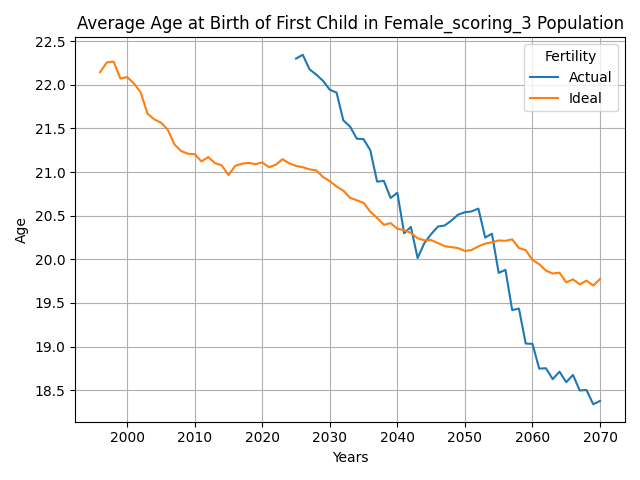 Average Age at Birth of First Child in Female_scoring_3 Population
22.5
22.0
21.5
21.0
20.5
20.0
19.5
19.0
18.5
Age
Fertility
Actual
Ideal
2000 2010 2020 2030 2040 2050 2060 2070
Years